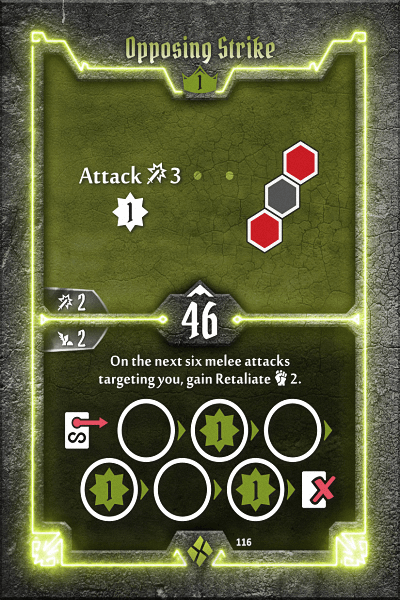 Opposing Strike
1
Attack 3
1
2
46
2
On the next six melee attacks
targeting you, gain Retaliate 2.
1
1 1
116